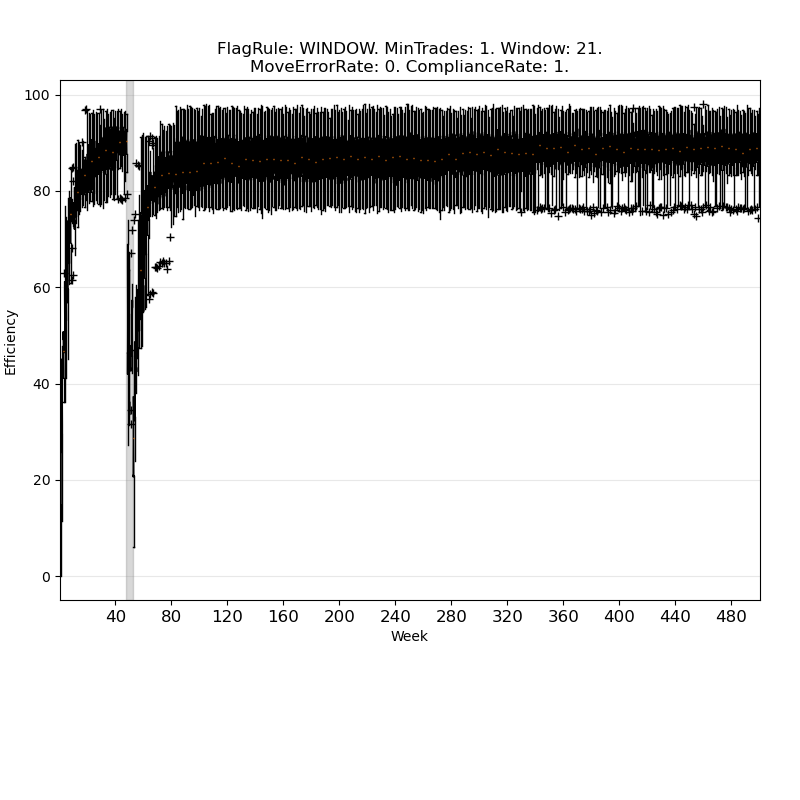 FlagRule: WINDOW. MinTrades: 1. Window: 21.
MoveErrorRate: 0. ComplianceRate: 1.
100
80
60
40
20
0
Efficiency
40 80 120 160 200 240 280 320 360 400 440 480
Week